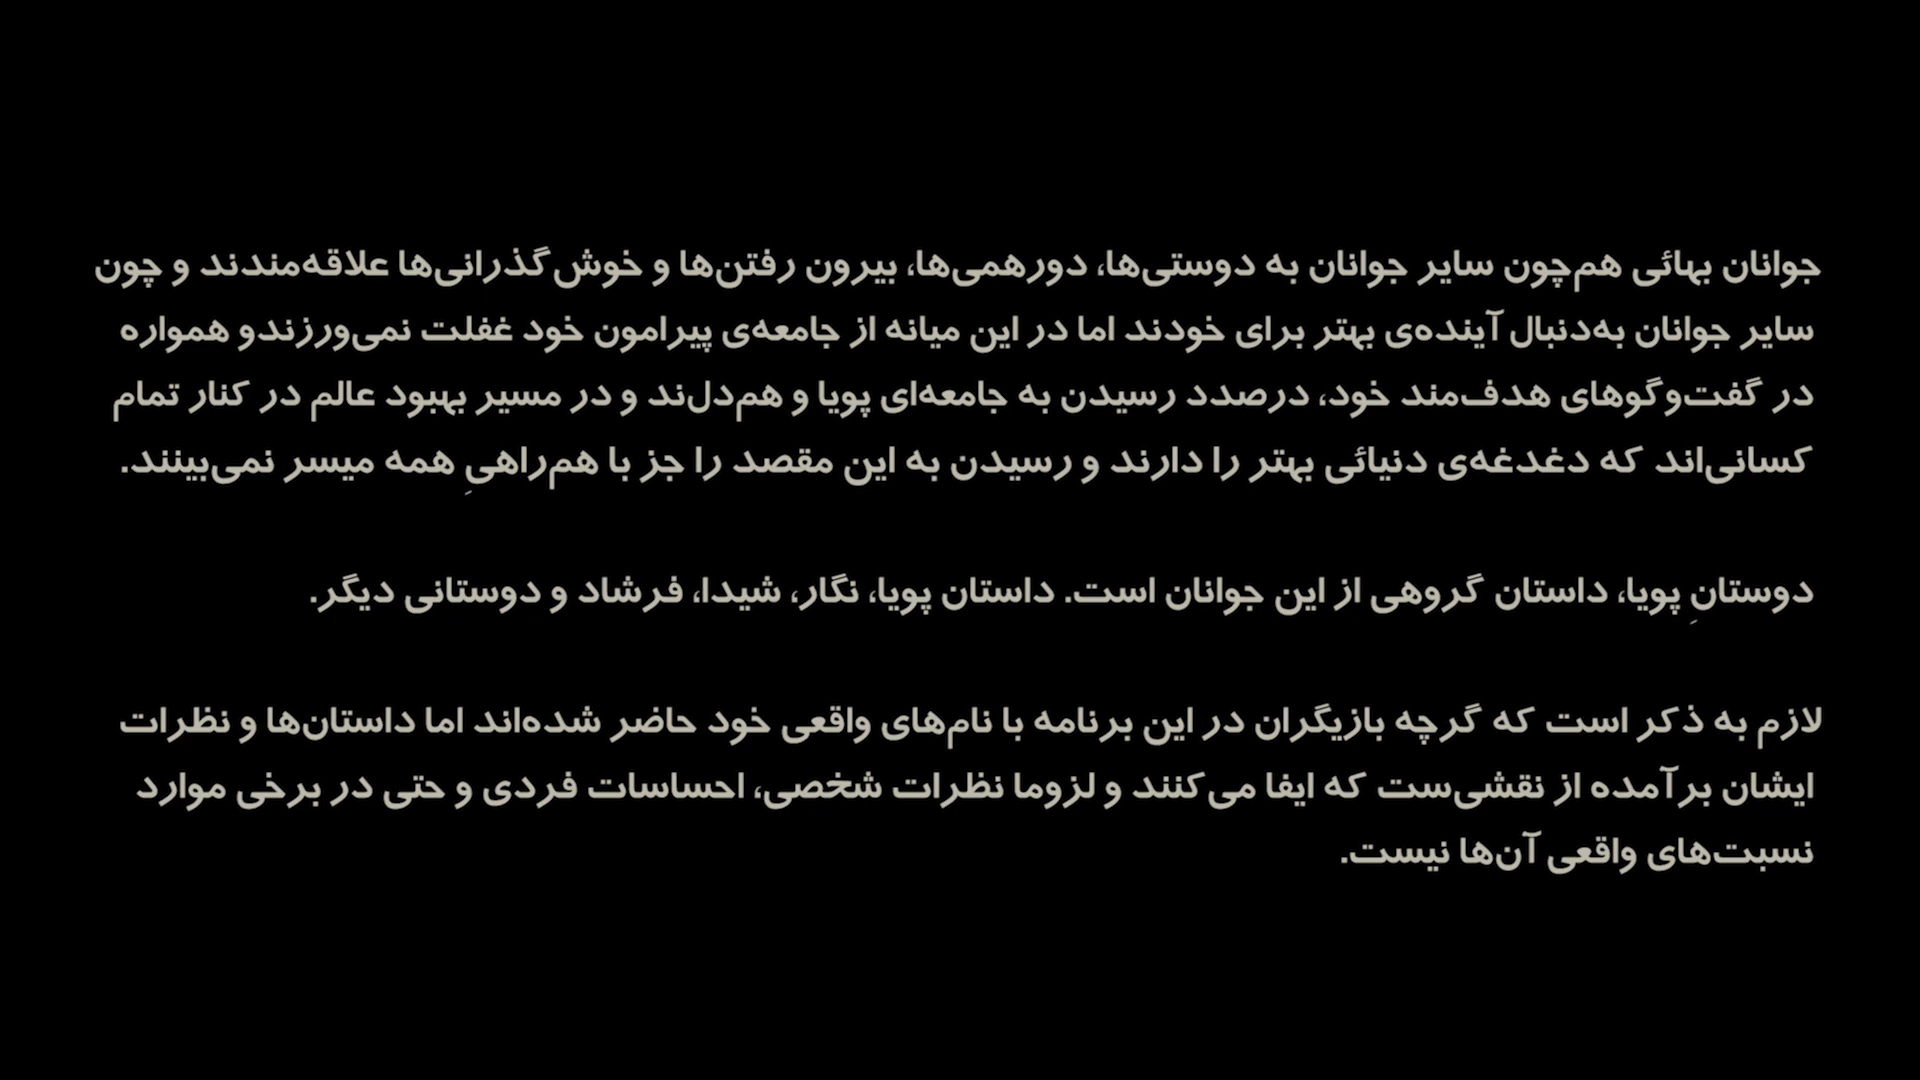 جوانان بهائی هم‌چون سایر جوانان به دوستی‌ها، دورهمی‌ها، بیرون رفتن‌ها و خوش‌گذرانی‌ها علاقه‌مندند و چون
سایر جوانان به‌دنبال آینده‌ی بهتر برای خودند اما در این میانه از جامعه‌ی پیرامون خود غفلت نمی‌ورزندو همواره
در گفت‌وگوهای هدف‌مند خود، درصدد رسیدن به جامعه‌ای پویا و هم‌دل‌ند و در مسیر بهبود عالم در کنار تمام
کسانی‌اند که دغدغه‌ی دنیائی بهتر را دارند و رسیدن به این مقصد را جز با هم‌راهیِ همه میسر نمی‌بینند.
دوستانِ پویا، داستان گروهی از این جوانان است. داستان پویا، نگار، شیدا، فرشاد و دوستانی دیگر.
لازم به ذکر است که گرچه بازیگران در این برنامه با نام‌های واقعی خود حاضر شده‌اند اما داستان‌ها و نظرات
ایشان برآمده از نقشی‌ست که ایفا می‌کنند و لزوما نظرات شخصی، احساسات فردی و حتی در برخی موارد
نسبت‌های واقعی آن‌ها نیست.